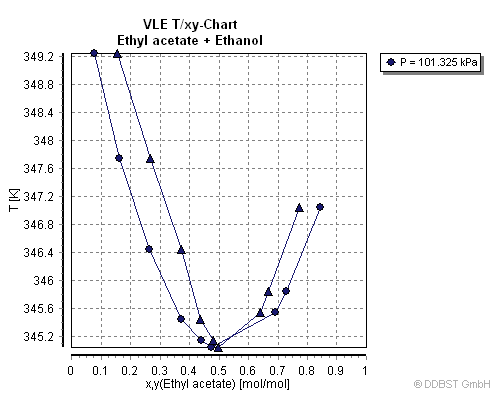 VLE T/xy-Chart
Ethyl acetate + Ethanol
P = 101.325 kPa
349.2
348.8
348.4
348
347.6
347.2
346.8
346.4
346
345.6
345.2
T [K]
0 0.1 0.2 0.3 0.4 0.5 0.6 0.7 0.8 0.9 1
x,y(Ethyl acetate) [mol/mol]
© DDBST GmbH